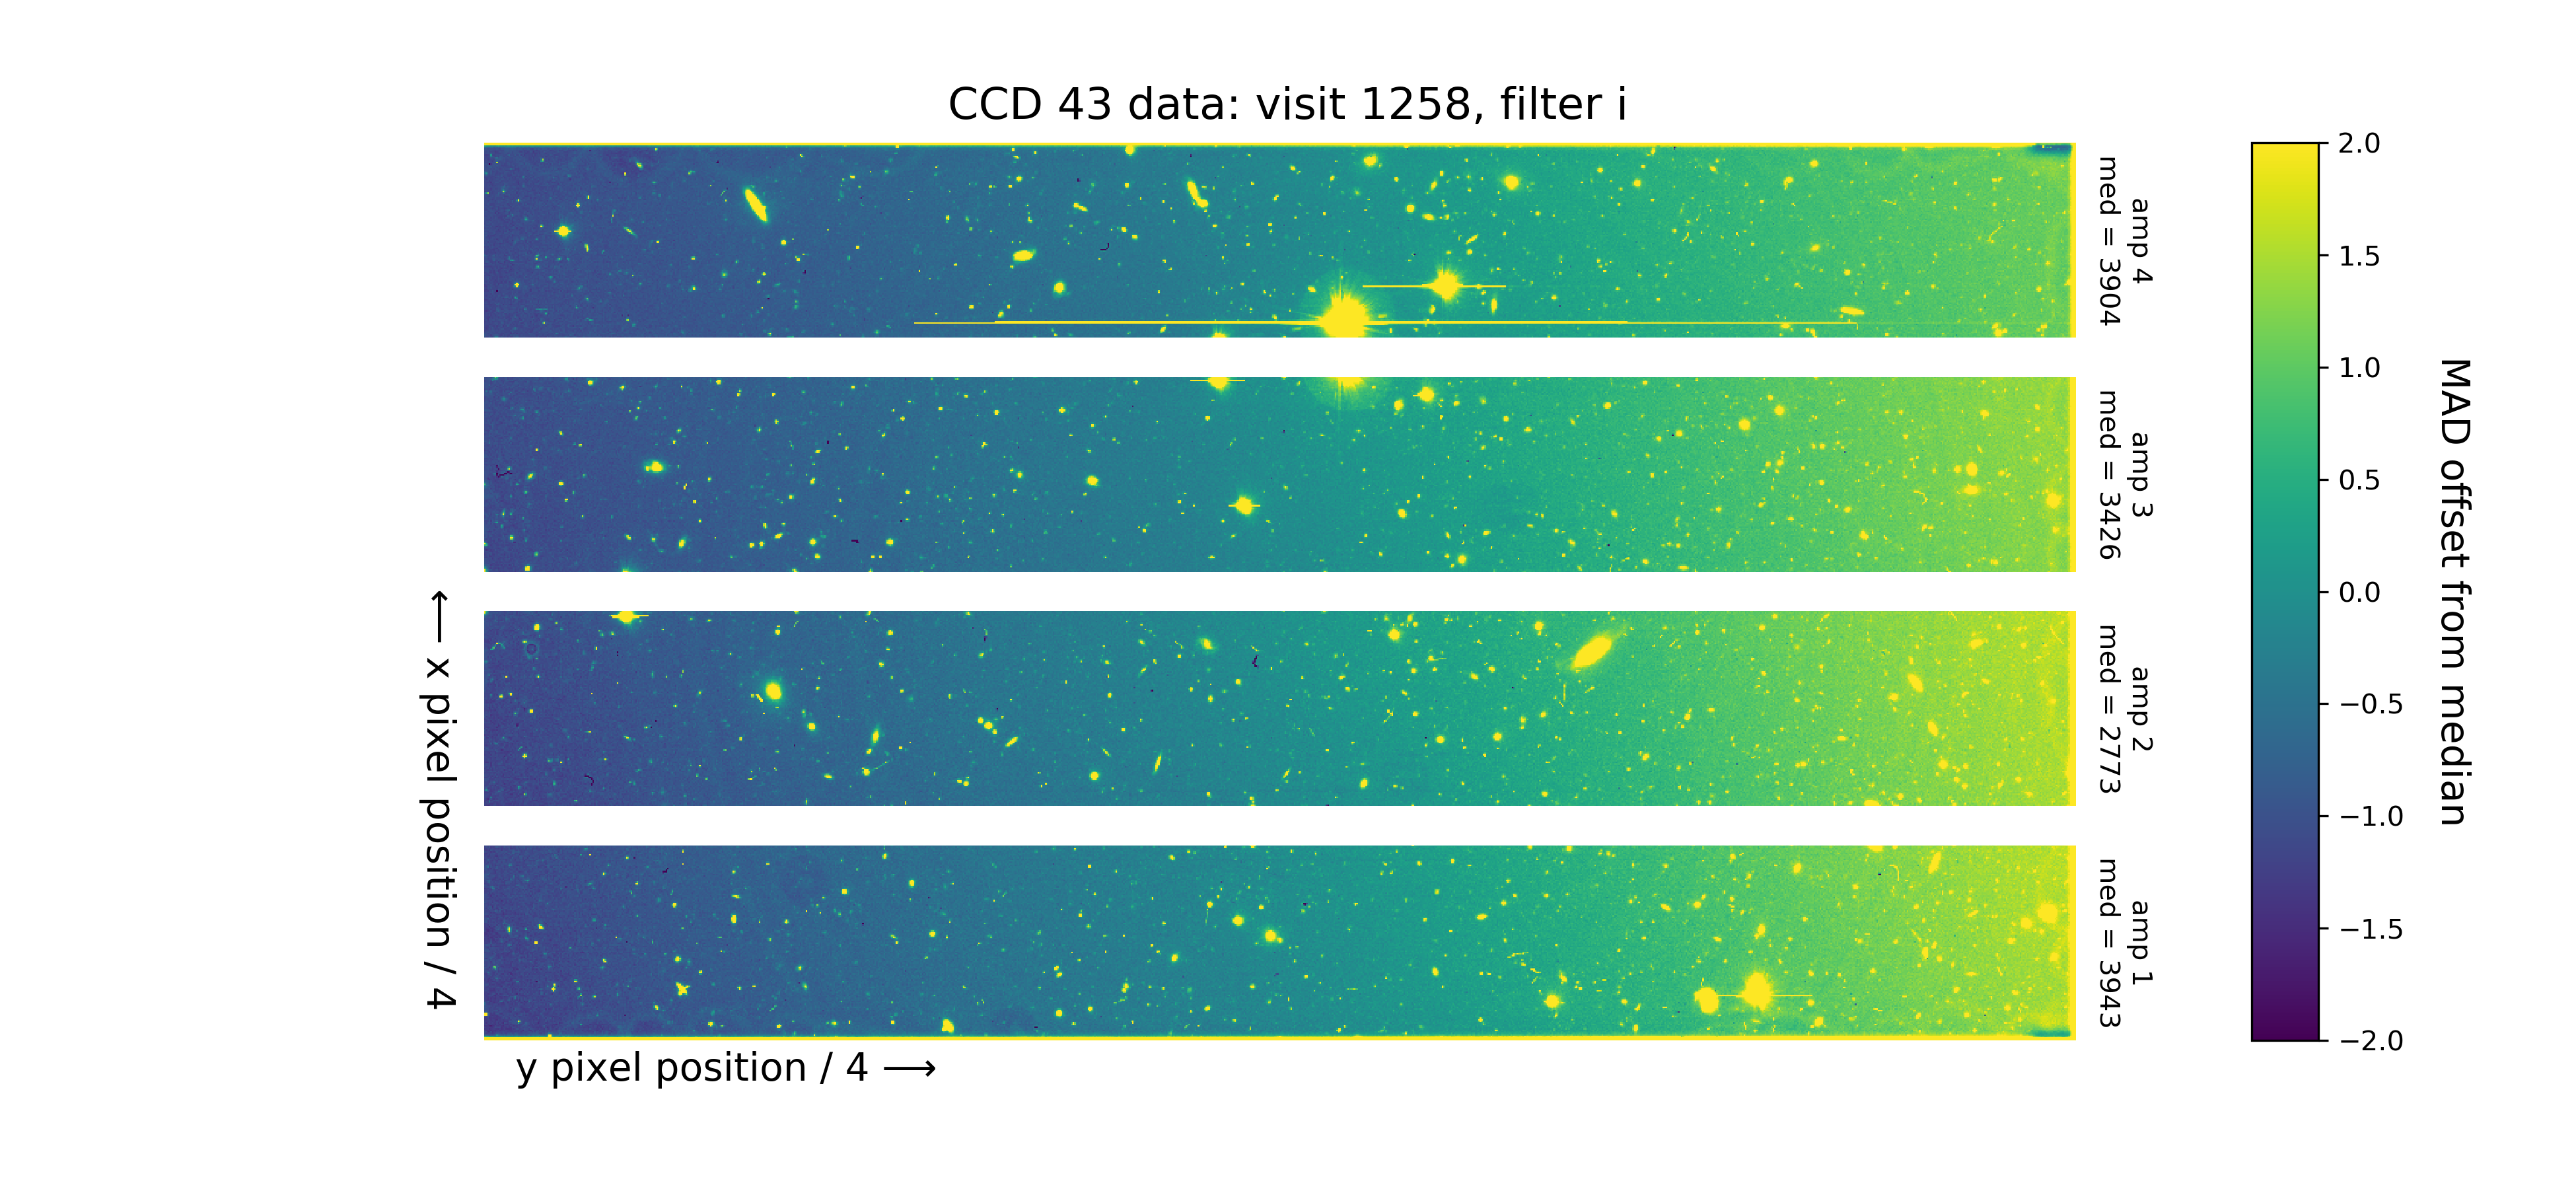 CCD 43 data: visit 1258, filter i
amp 4
med = 3904
amp 3
med = 3426
amp 2
med = 2773
amp 1
med = 3943
x pixel position / 4 ⟶
y pixel position / 4 ⟶
2.0
1.5
1.0
0.5
0.0
−0.5
−1.0
−1.5
−2.0
MAD offset from median